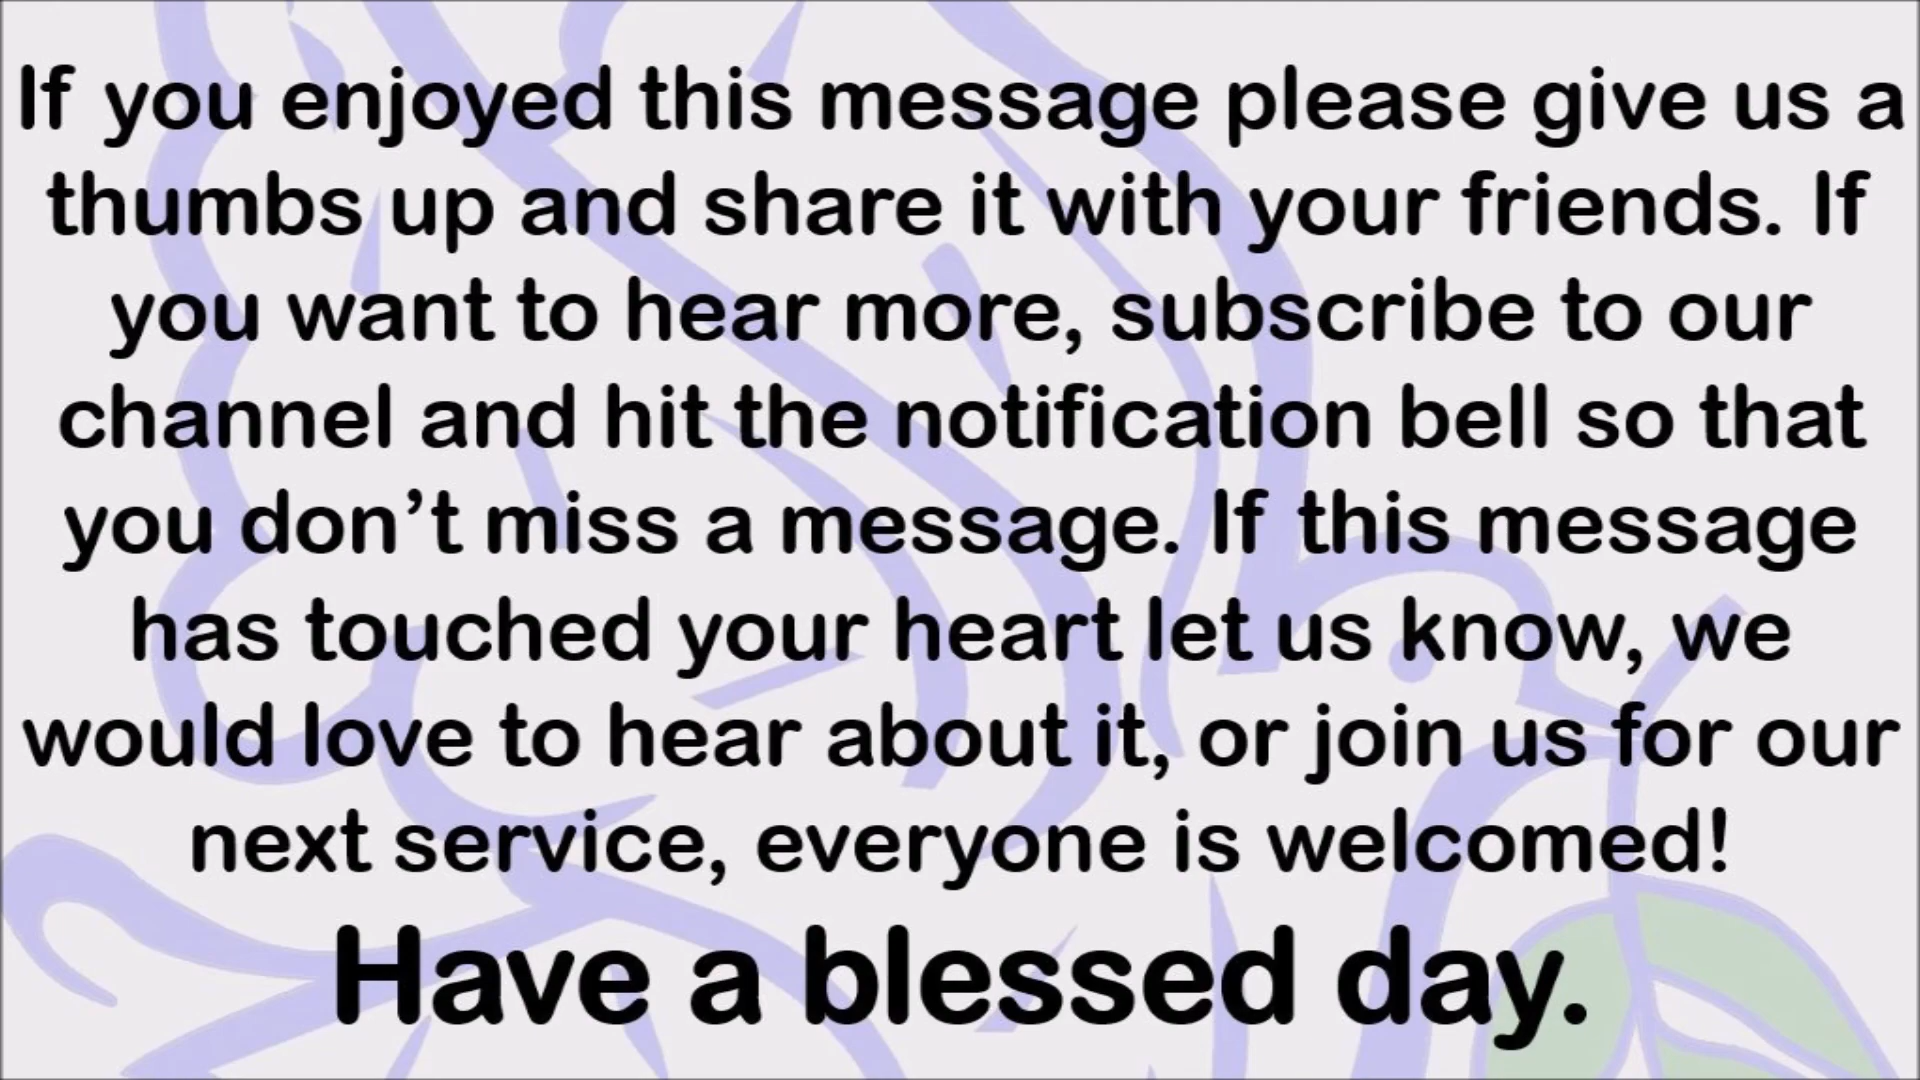 If you enjoyed this message please give us a
thumbs up and share it with your friends. If
you want to hear more, subscribe to our
channel and hit the notification bell so that
you don’t miss a message. If this message
has touched your heart let us know, we
would love to hear about it, or join us for our
next service, everyone is welcomed!
Have a blessed day.